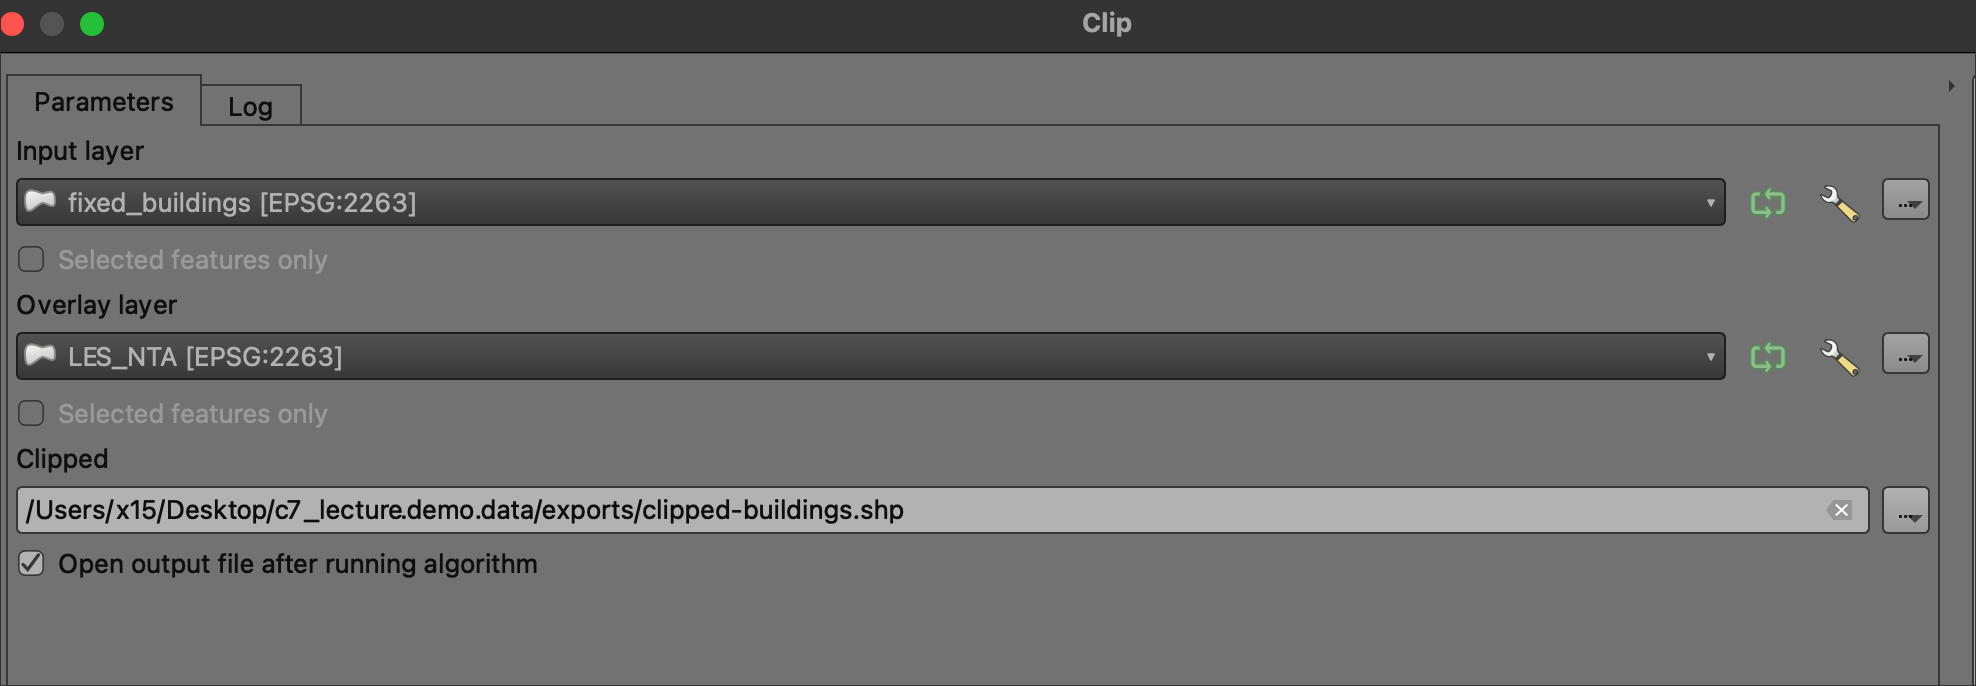 Clip
Parameters
Log
Input layer
fixed_buildings [EPSG:2263]
...
Selected features only
Overlay layer
LES_NTA [EPSG:2263]
...
Selected features only
Clipped
/Users/x15/Desktop/c7_lecture.demo.data/exports/clipped-buildings.shp
...
Open output file after running algorithm